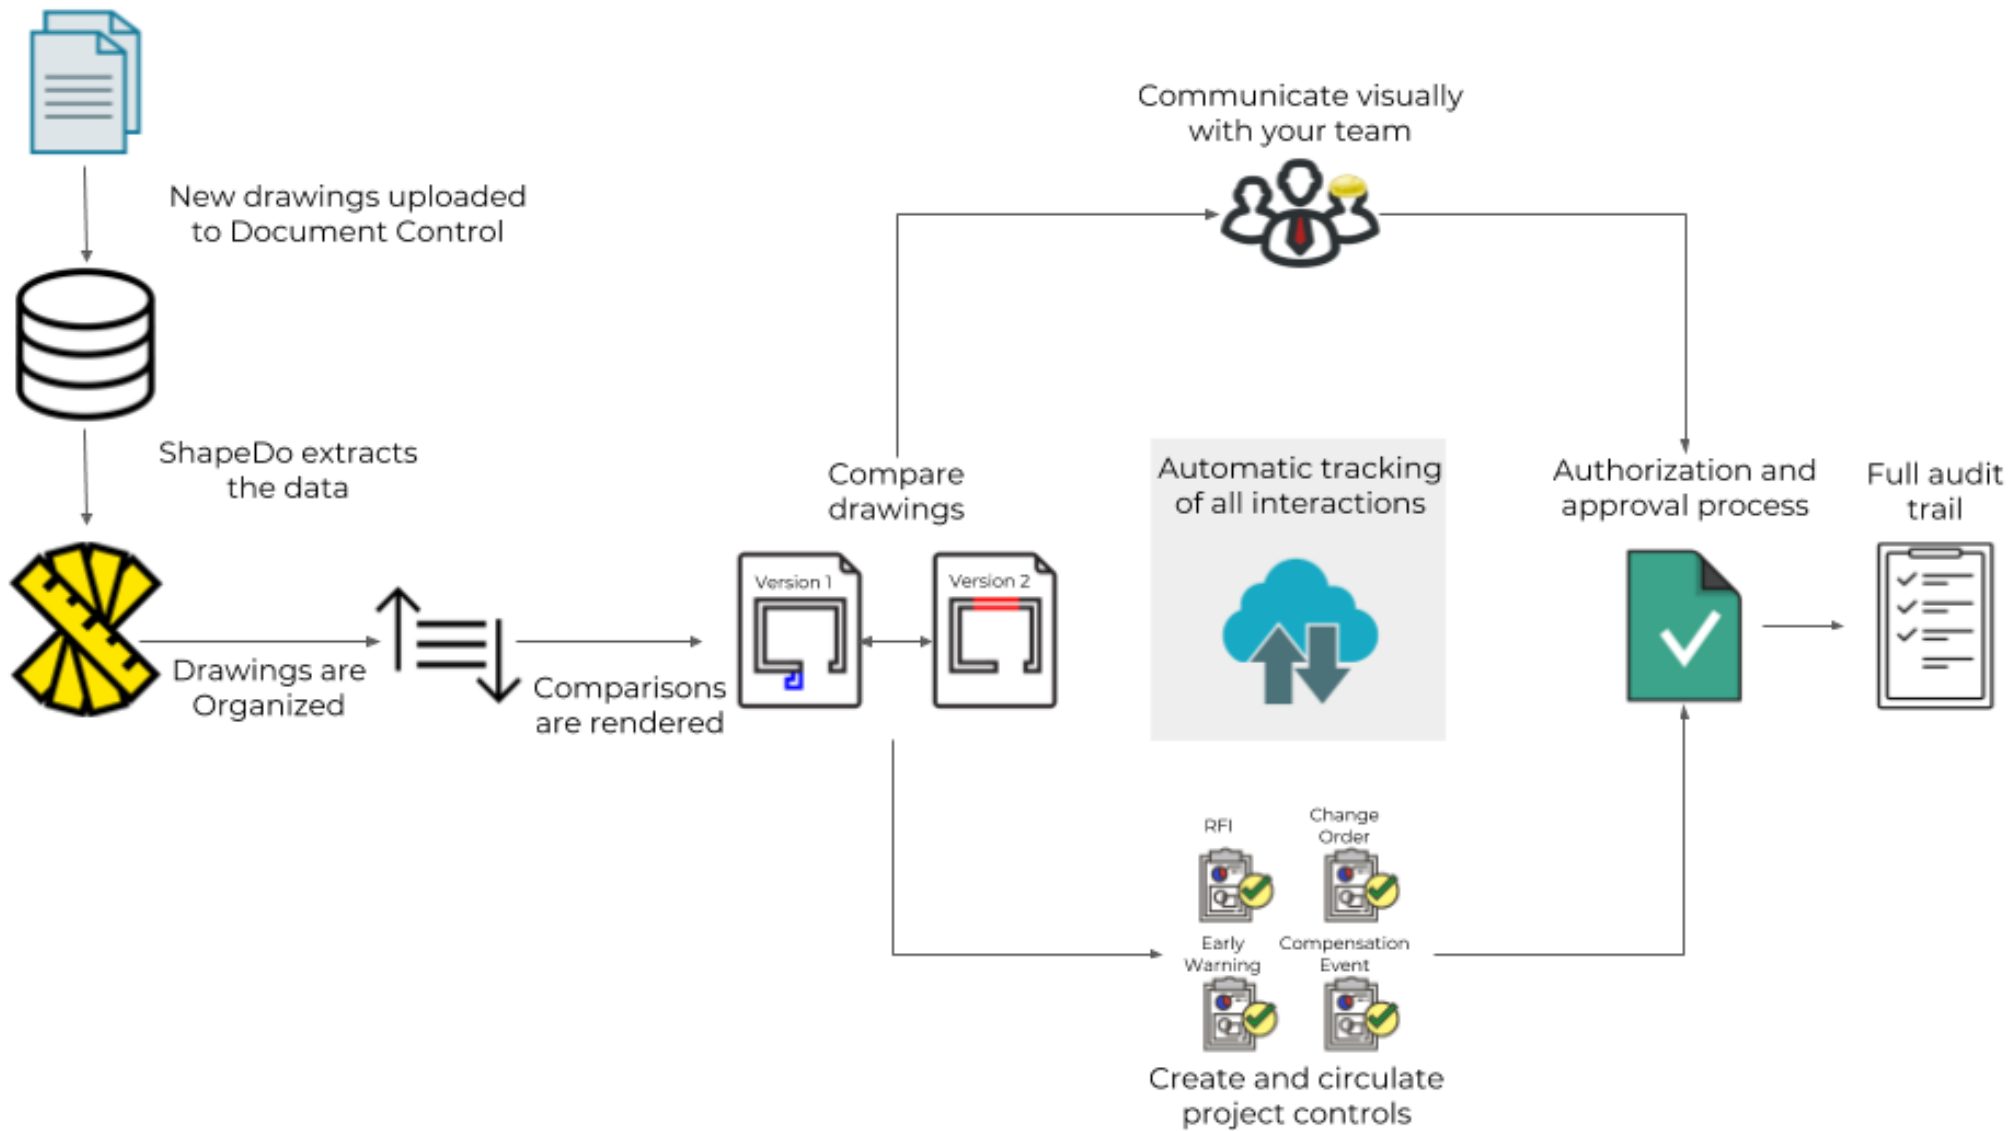 New drawings uploaded
to Document Control
ShapeDo extracts
the data
Drawings are
Organized
Comparisons
are rendered
Compare
drawings
Version 1
Version 2
Communicate visually
with your team
Automatic tracking
of all interactions
RFI
Change
Order
Early
Warning
Compensation
Event
Create and circulate
project controls
Authorization and
approval process
Full audit
trail